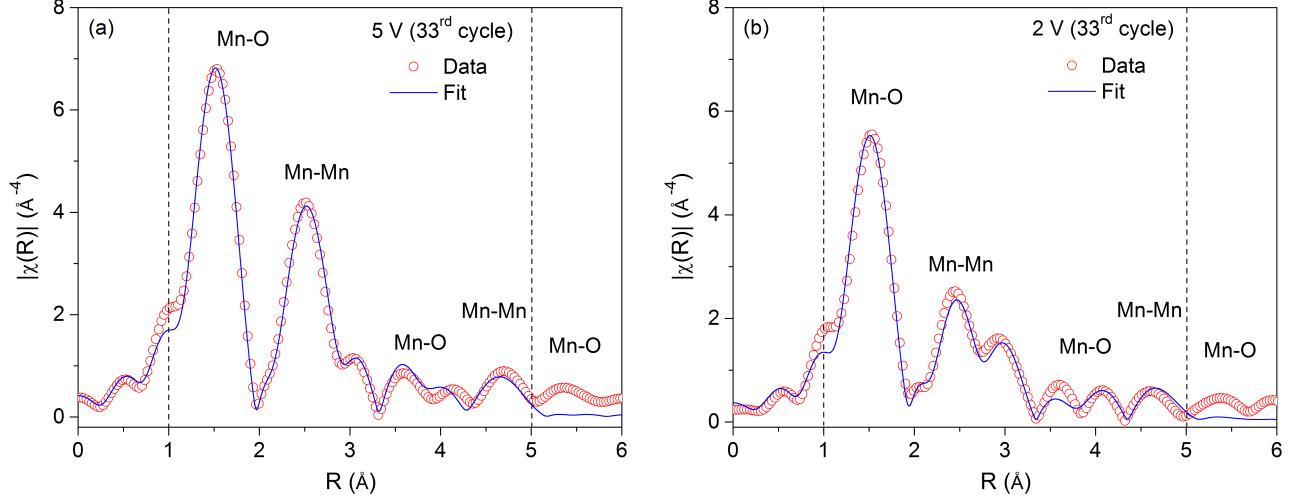 (a)
5 V (33rd cycle)
Mn-O
Data
Fit
Mn-Mn
Mn-Mn
Mn-O
Mn-O
|χ(R)| (Å-4)
8
6
4
2
0
0 1 2 3 4 5 6
R (Å)
(b)
2 V (33rd cycle)
Data
Mn-O
Fit
Mn-Mn
Mn-Mn
Mn-O
Mn-O
|χ(R)| (Å-4)
8
6
4
2
0
0 1 2 3 4 5 6
R (Å)